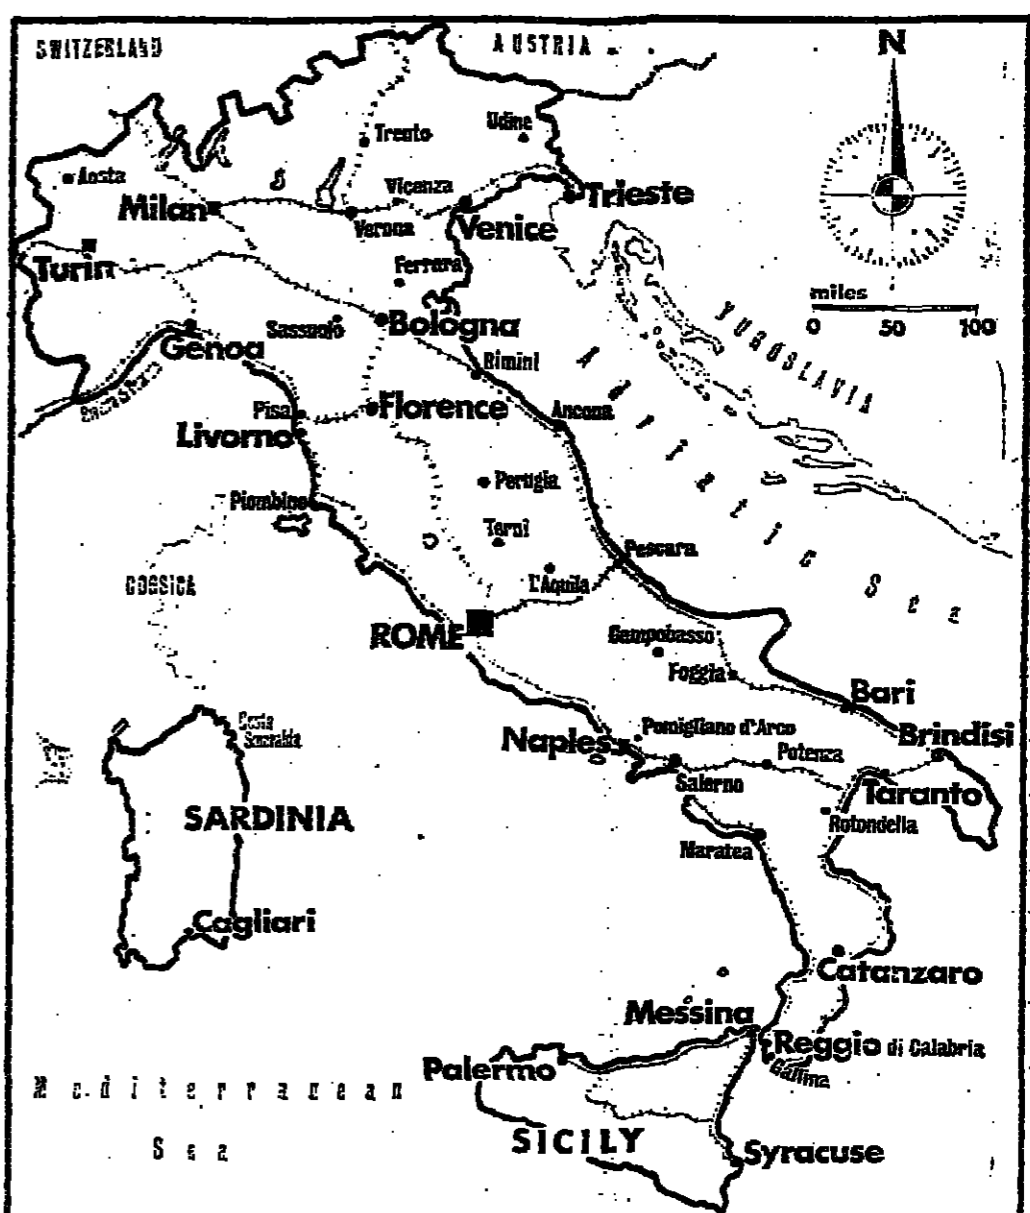 SWITZERLAND
AUSTRIA
N
Trento
Udine
Aosta
Vicenza
Milan
Trieste
Verona
Venice
Turin
Ferrara
miles
0 50 100
Sassuolo
Bologna
YUGOSLAVIA
Genoa
Rimini
Adriatic Sea
Pisa
Florence
Ancona
Livorno
Perugia
Piombino
Terni
Pescara
CORSICA
L'Aquila
ROME
Campobasso
Foggia
Bari
Costa
Smeralda
Naples
Pomigliano d'Arco
Brindisi
Potenza
Salerno
Taranto
SARDINIA
Rotondella
Maratea
Cagliari
Catanzaro
Messina
Reggio di Calabria
Palermo
Gallina
Mediterranean
Sea
SICILY
Syracuse